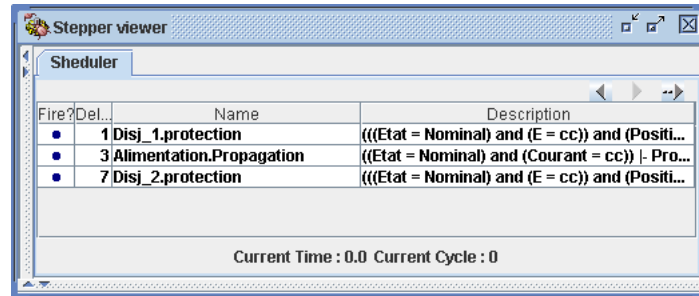 Stepper viewer
Sheduler
Fire? Del... Name Description
1 Disj_1.protection (((Etat = Nominal) and (E = cc)) and (Positi...
3 Alimentation.Propagation ((Etat = Nominal) and (Courant = cc)) |- Pro...
7 Disj_2.protection (((Etat = Nominal) and (E = cc)) and (Positi...
Current Time : 0.0 Current Cycle : 0